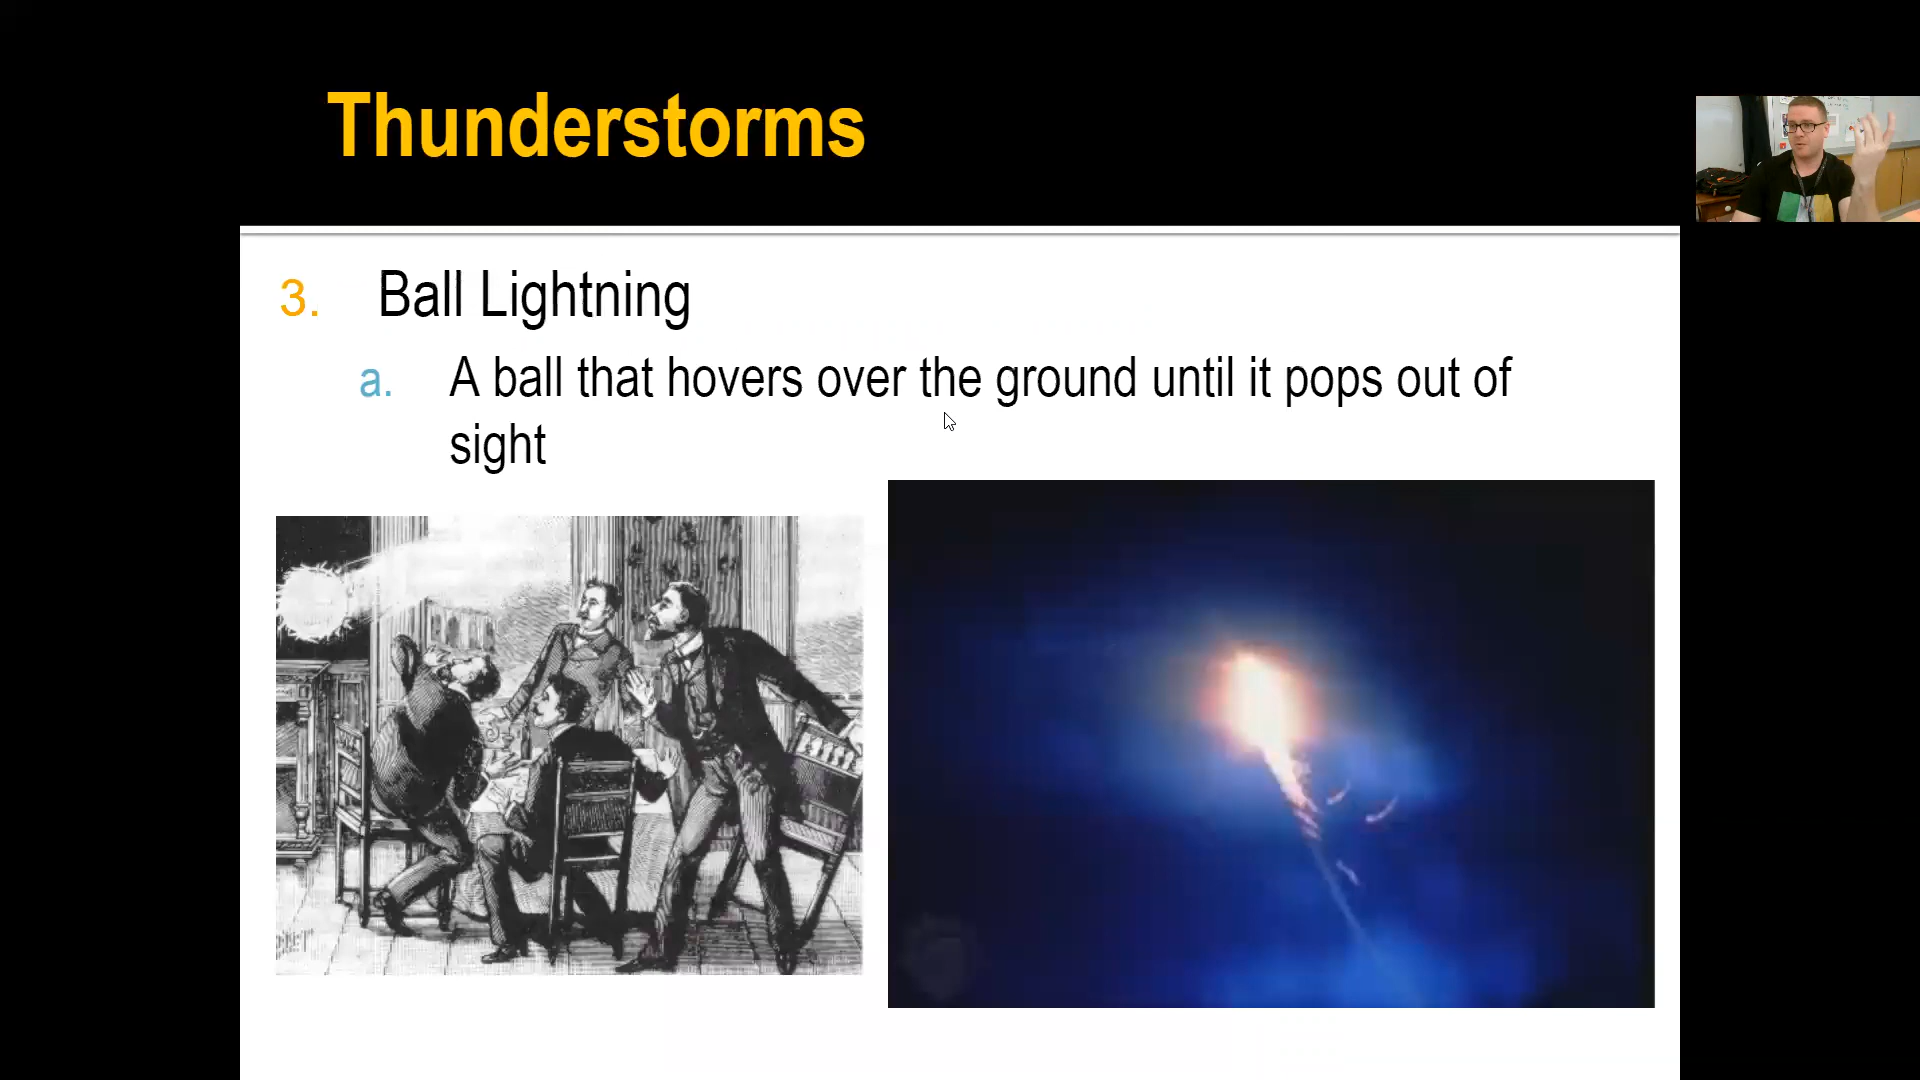 Thunderstorms
3. Ball Lightning
a. A ball that hovers over the ground until it pops out of
sight